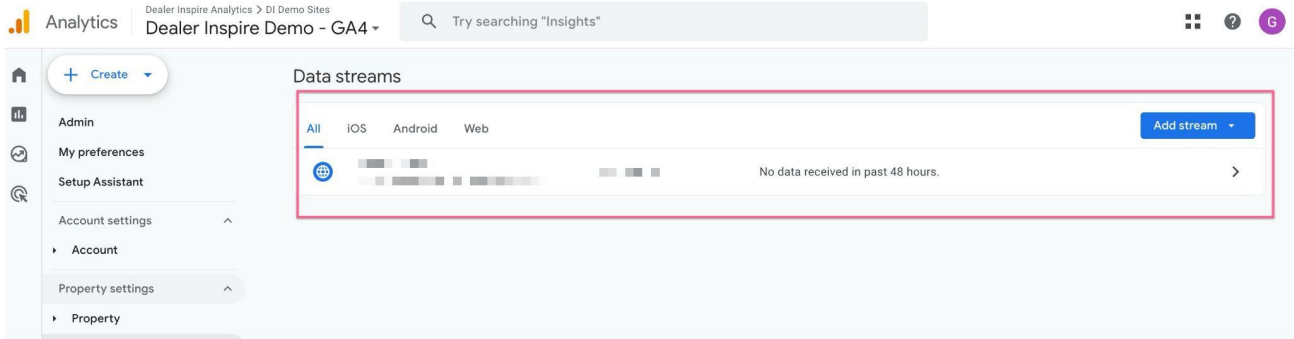 Analytics
Dealer Inspire Analytics > DI Demo Sites
Dealer Inspire Demo - GA4
Try searching "Insights"
G
Create
Data streams
Admin
My preferences
Setup Assistant
Account settings
Account
Property settings
Property
All iOS Android Web
Add stream
No data received in past 48 hours.